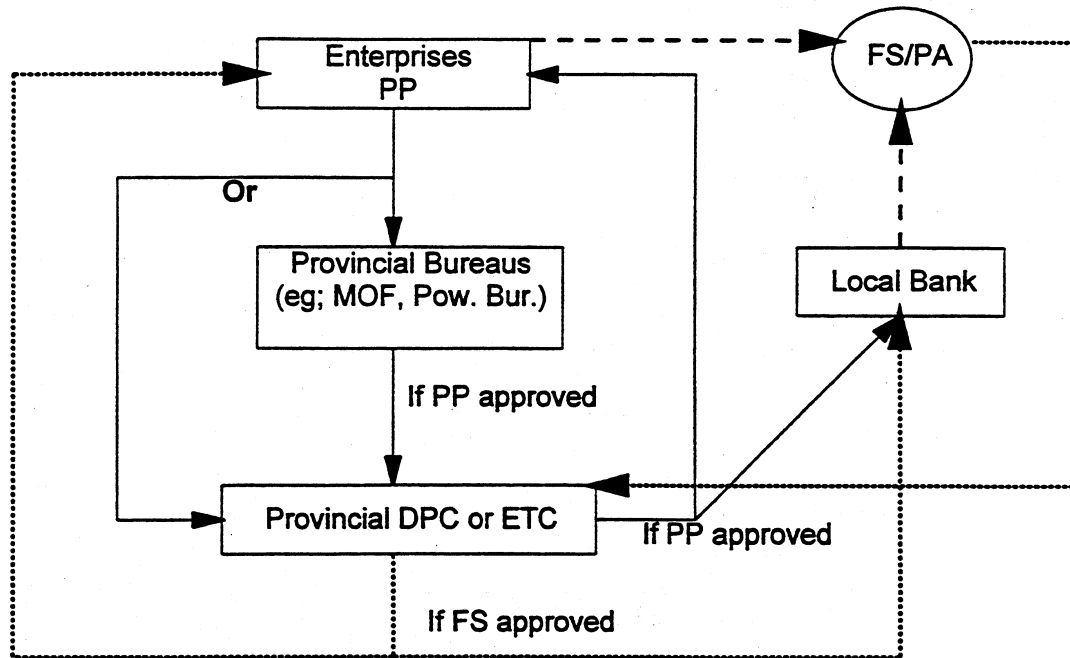 Enterprises
PP
FS/PA
Or
Provincial Bureaus
(eg; MOF, Pow. Bur.)
Local Bank
If PP approved
Provincial DPC or ETC
If PP approved
If FS approved